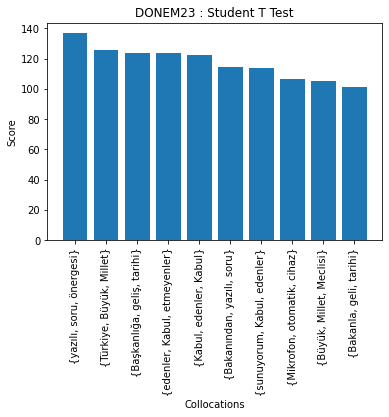 DONEM23 : Student T Test
Score
140
120
100
80
60
40
20
0
{yazılı, soru, önergesi}
{Türkiye, Büyük, Millet}
{Başkanlığa, geliş, tarihi}
{edenler, Kabul, etmeyenler}
{Kabul, edenler, Kabul}
{Bakanından, yazılı, soru}
{sunuyorum, Kabul, edenler}
{Mikrofon, otomatik, cihaz}
{Büyük, Millet, Meclisi}
{Bakanla, geli, tarihi}
Collocations